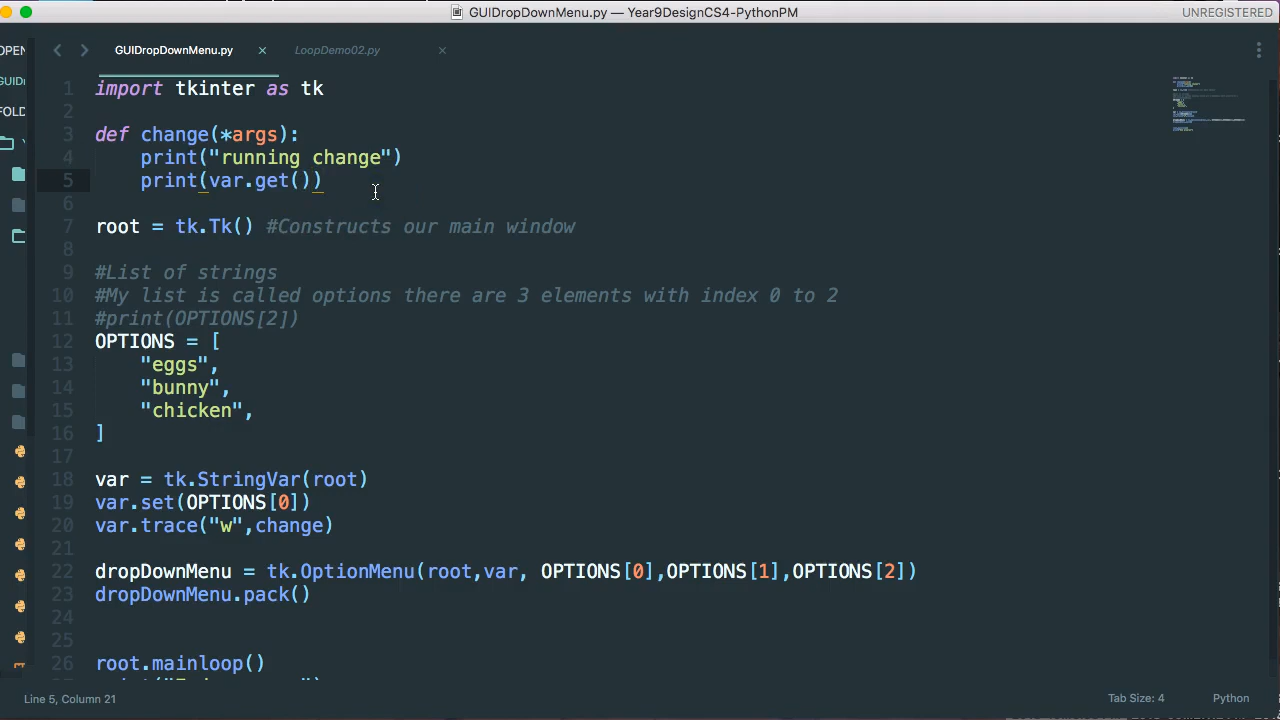 GUIDropDownMenu.py — Year9DesignCS4-PythonPM
UNREGISTERED
OPEN
GUIDropDownMenu.py
LoopDemo02.py
GUIDr
FOLD
1 import tkinter as tk
2
3 def change(*args):
4     print("running change")
5     print(var.get())
6
7 root = tk.Tk() #Constructs our main window
8
9 #List of strings
10 #My list is called options there are 3 elements with index 0 to 2
11 #print(OPTIONS[2])
12 OPTIONS = [
13     "eggs",
14     "bunny",
15     "chicken",
16 ]
17
18 var = tk.StringVar(root)
19 var.set(OPTIONS[0])
20 var.trace("w",change)
21
22 dropDownMenu = tk.OptionMenu(root,var, OPTIONS[0],OPTIONS[1],OPTIONS[2])
23 dropDownMenu.pack()
24
25
26 root.mainloop()
Line 5, Column 21
Tab Size: 4
Python